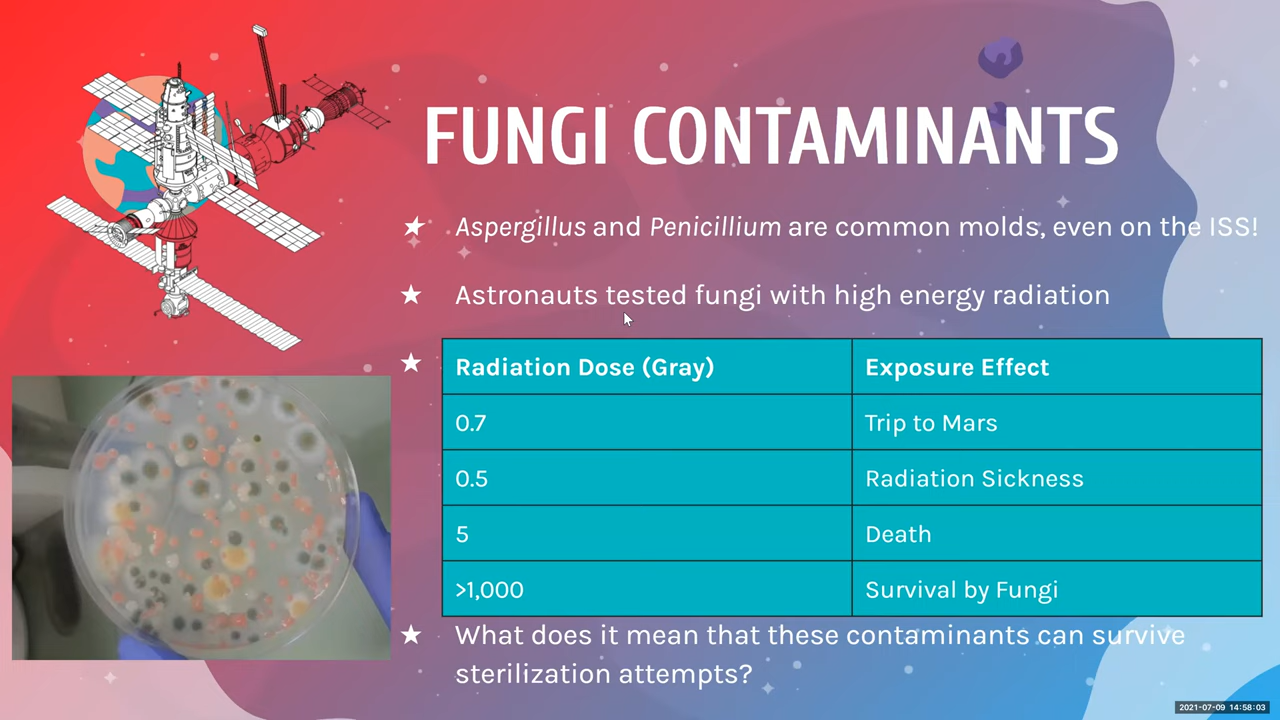 FUNGI CONTAMINANTS
Aspergillus and Penicillium are common molds, even on the ISS!
Astronauts tested fungi with high energy radiation
Radiation Dose (Gray) Exposure Effect
0.7 Trip to Mars
0.5 Radiation Sickness
5 Death
>1,000 Survival by Fungi
What does it mean that these contaminants can survive
sterilization attempts?
2021-07-09 14:58:03